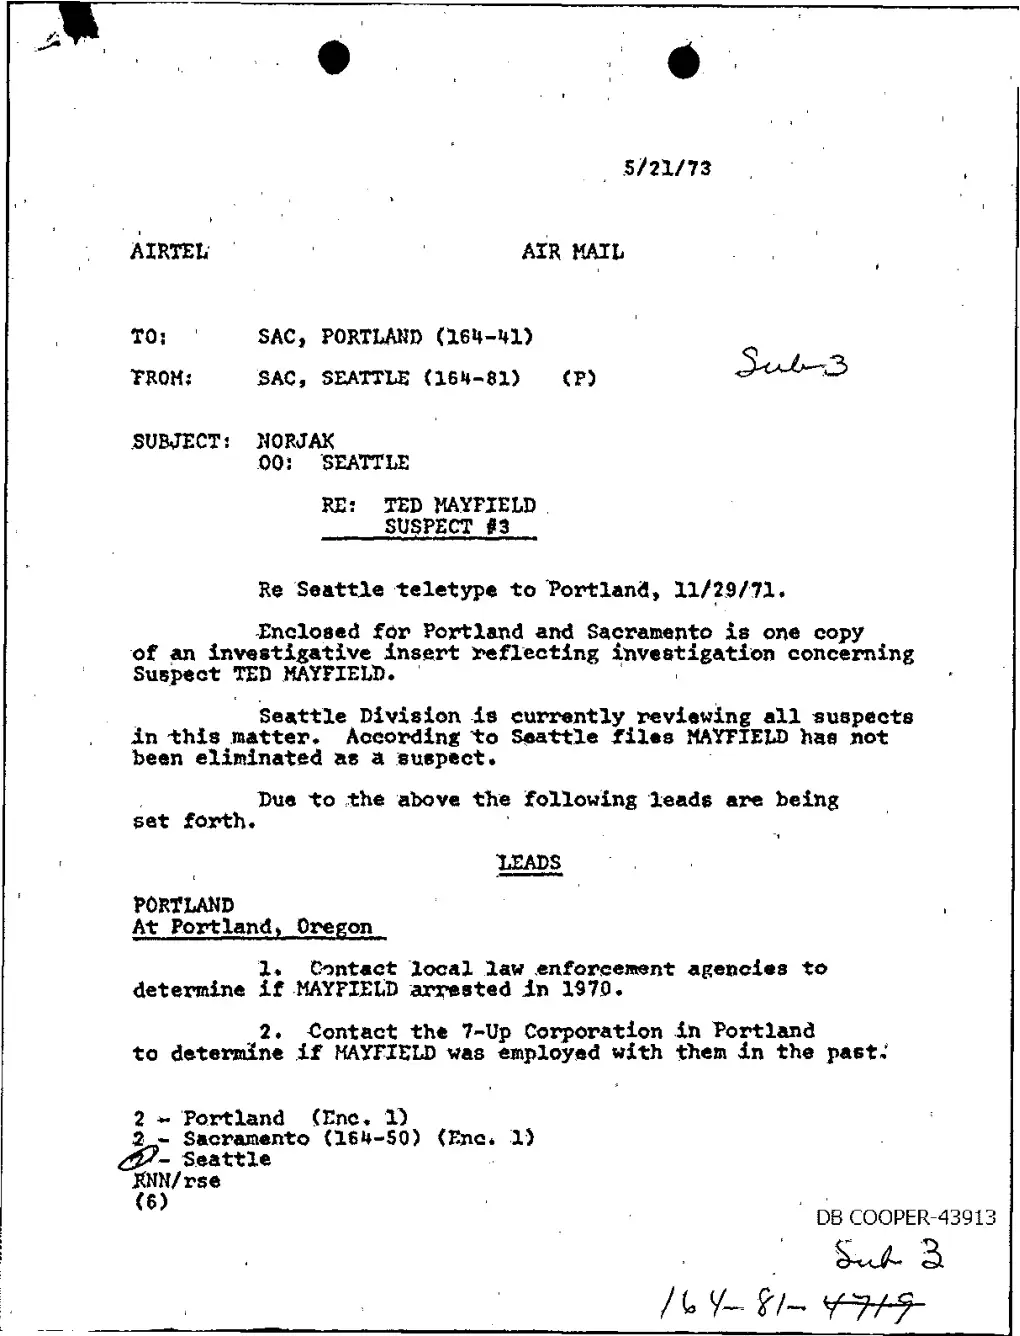 5/21/73
AIRTEL AIR MAIL
TO: SAC, PORTLAND (164-41)
FROM: SAC, SEATTLE (164-81) (P)
Sub 3
SUBJECT: NORJAK
OO: SEATTLE
RE: TED MAYFIELD
SUSPECT #3
Re Seattle teletype to Portland, 11/29/71.
Enclosed for Portland and Sacramento is one copy
of an investigative insert reflecting investigation concerning
Suspect TED MAYFIELD.
Seattle Division is currently reviewing all suspects
in this matter. According to Seattle files MAYFIELD has not
been eliminated as a suspect.
Due to the above the following leads are being
set forth.
LEADS
PORTLAND
At Portland, Oregon
1. Contact local law enforcement agencies to
determine if MAYFIELD arrested in 1970.
2. Contact the 7-Up Corporation in Portland
to determine if MAYFIELD was employed with them in the past.
2 - Portland (Enc. 1)
2 - Sacramento (164-50) (Enc. 1)
2 - Seattle
RNN/rse
(6)
DB COOPER-43913
Sub 3
164-81-4719